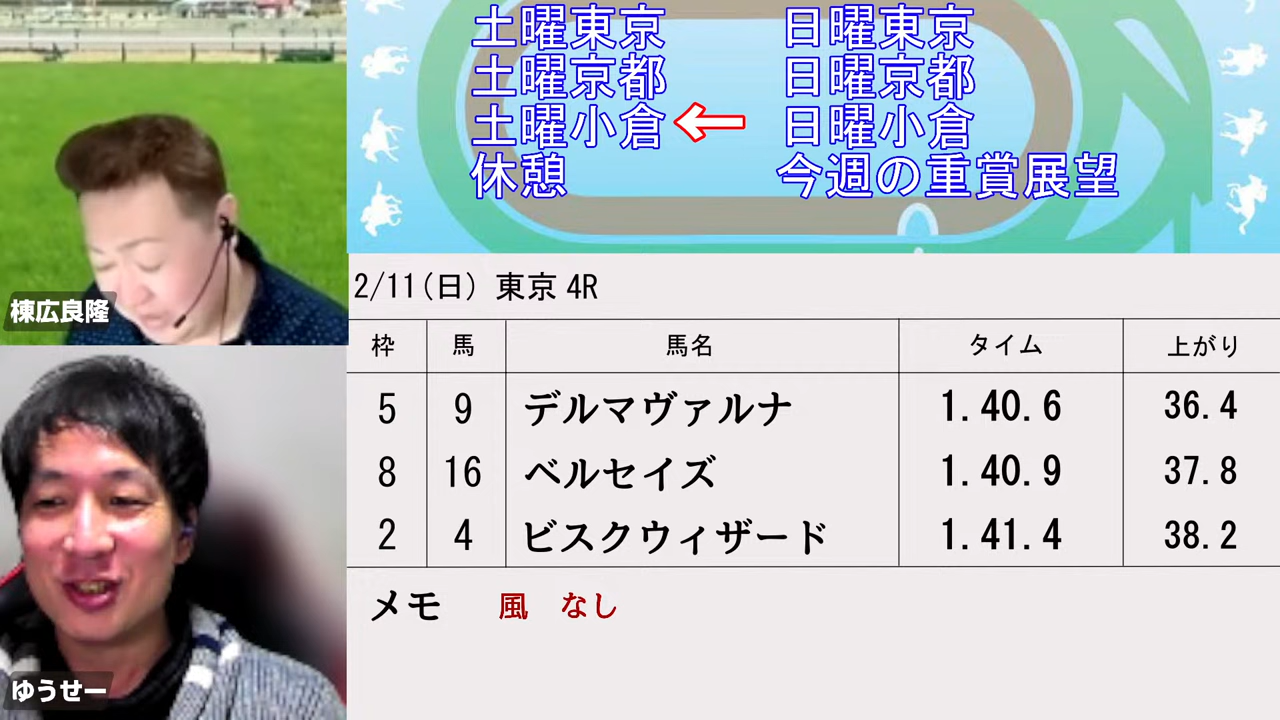 土曜東京 日曜東京
土曜京都 日曜京都
土曜小倉 日曜小倉
休憩 今週の重賞展望
棟広良隆
2/11(日) 東京 4R
枠 馬 馬名 タイム 上がり
5 9 デルマヴァルナ 1.40.6 36.4
8 16 ベルセイズ 1.40.9 37.8
2 4 ビスクウィザード 1.41.4 38.2
メモ 風 なし
ゆうせー